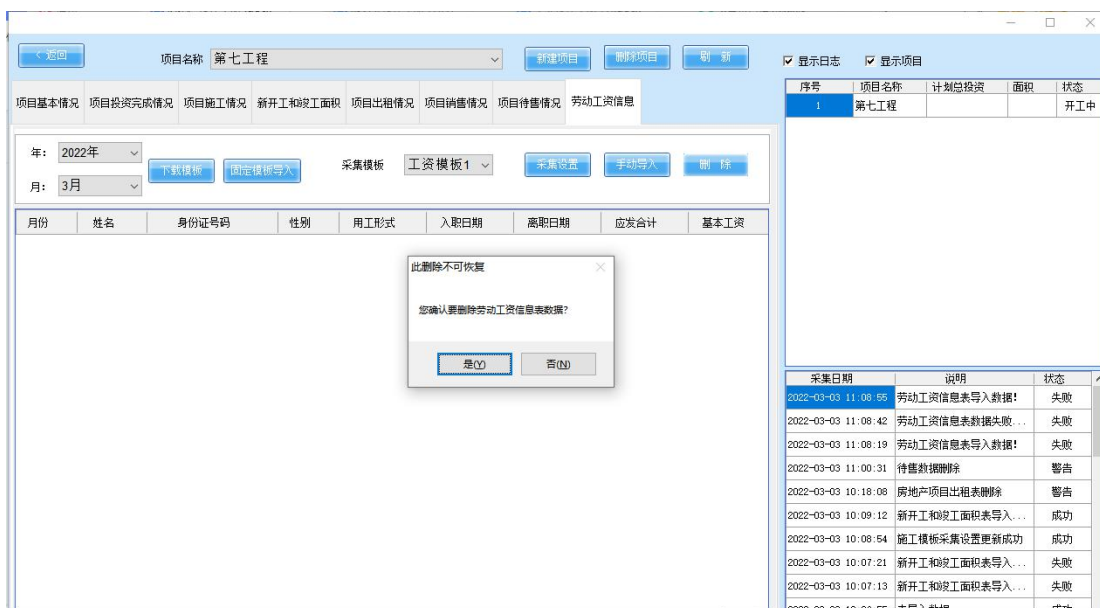 < 返回
项目名称 第七工程
新建项目 删除项目 刷 新
显示日志 显示项目
项目基本情况 项目投资完成情况 项目施工情况 新开工和竣工面积 项目出租情况 项目销售情况 项目待售情况 劳动工资信息
序号 项目名称 计划总投资 面积 状态
1 第七工程 开工中
年: 2022年
月: 3月
下载模板 固定模板导入 采集模板 工资模板1 采集设置 手动导入 删 除
月份 姓名 身份证号码 性别 用工形式 入职日期 离职日期 应发合计 基本工资
此删除不可恢复
您确认要删除劳动工资信息表数据?
是(Y) 否(N)
采集日期 说明 状态
2022-03-03 11:08:55 劳动工资信息表导入数据! 失败
2022-03-03 11:08:42 劳动工资信息表数据失败... 失败
2022-03-03 11:08:19 劳动工资信息表导入数据! 失败
2022-03-03 11:00:31 待售数据删除 警告
2022-03-03 10:18:08 房地产项目出租表删除 警告
2022-03-03 10:09:12 新开工和竣工面积表导入... 成功
2022-03-03 10:08:54 施工模板采集设置更新成功 成功
2022-03-03 10:07:21 新开工和竣工面积表导入... 失败
2022-03-03 10:07:13 新开工和竣工面积表导入... 失败